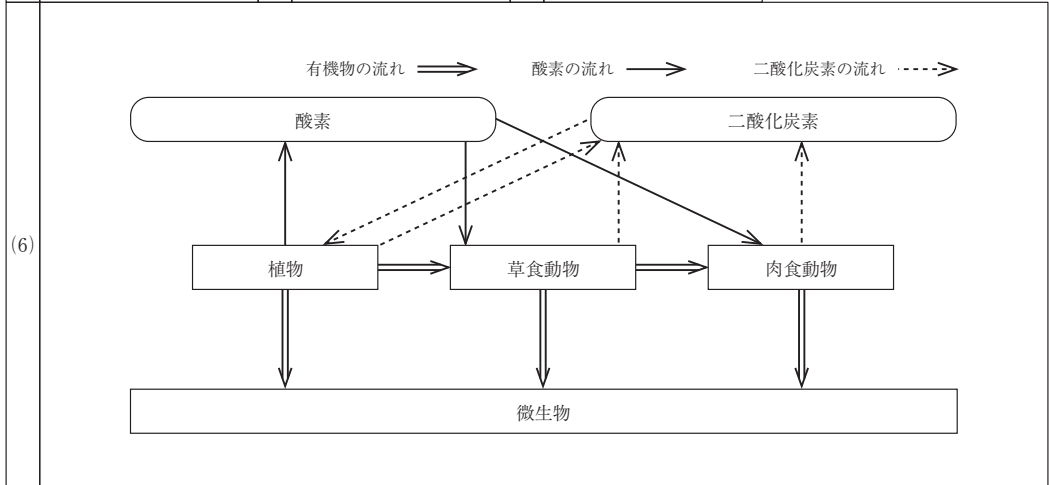 有機物の流れ 酸素の流れ 二酸化炭素の流れ
酸素 二酸化炭素
(6)
植物 草食動物 肉食動物
微生物